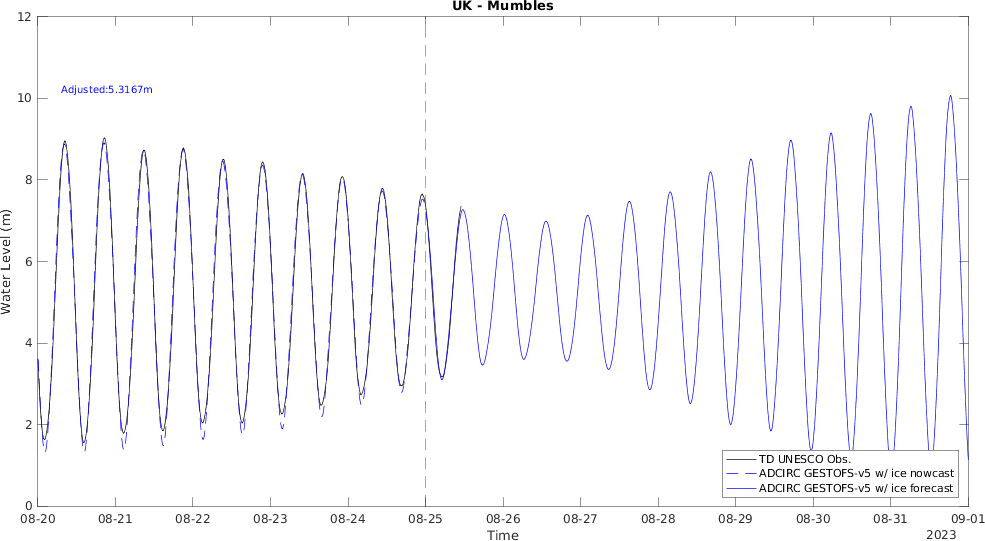 UK - Mumbles
12
10
8
6
4
2
0
Water Level (m)
Adjusted:5.3167m
TD UNESCO Obs.
ADCIRC GESTOFS-v5 w/ ice nowcast
ADCIRC GESTOFS-v5 w/ ice forecast
08-20 08-21 08-22 08-23 08-24 08-25 08-26 08-27 08-28 08-29 08-30 08-31 09-01
Time
2023